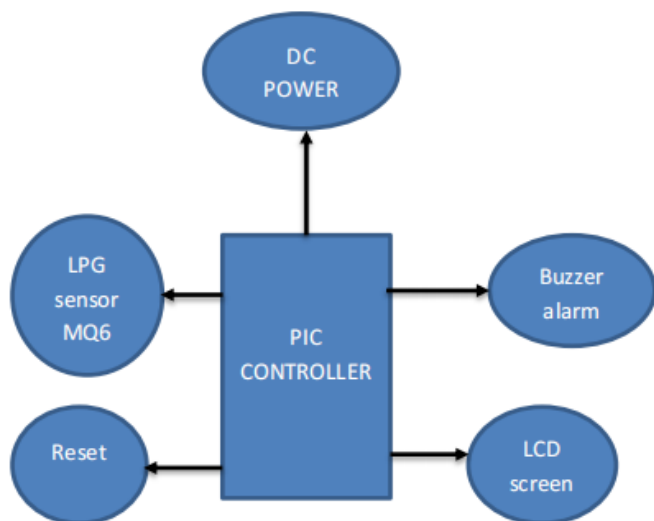 DC
POWER
LPG
sensor
MQ6
Buzzer
alarm
PIC
CONTROLLER
Reset
LCD
screen